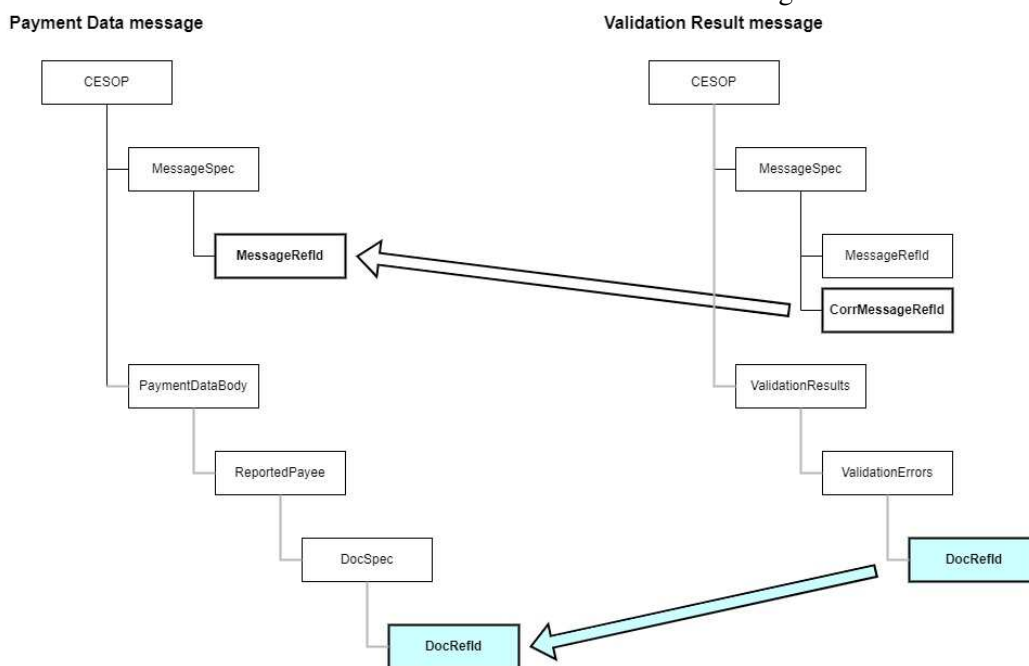 Payment Data message
Validation Result message
CESOP
CESOP
MessageSpec
MessageSpec
MessageRefId
MessageRefId
CorrMessageRefId
PaymentDataBody
ValidationResults
ReportedPayee
ValidationErrors
DocSpec
DocRefId
DocRefId